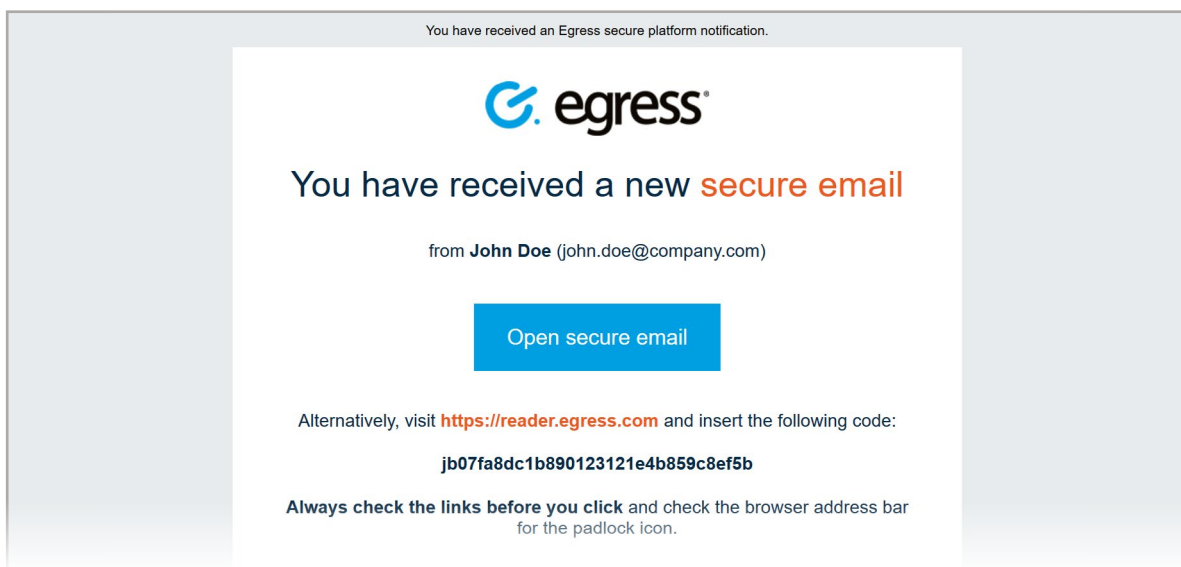 You have received an Egress secure platform notification.
egress®
You have received a new secure email
from John Doe (john.doe@company.com)
Open secure email
Alternatively, visit https://reader.egress.com and insert the following code:
jb07fa8dc1b890123121e4b859c8ef5b
Always check the links before you click and check the browser address bar
for the padlock icon.